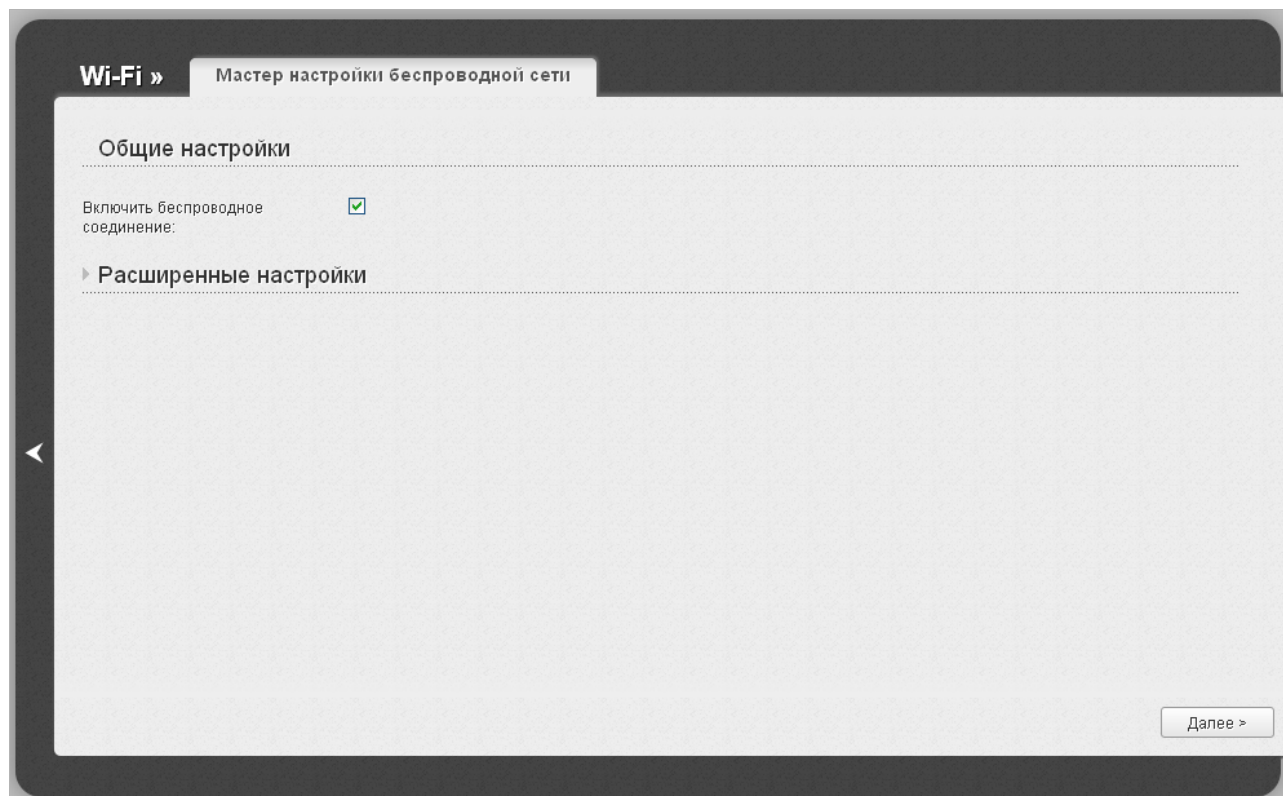 Wi-Fi »
Мастер настройки беспроводной сети
Общие настройки
Включить беспроводное
соединение:
Расширенные настройки
Далее >